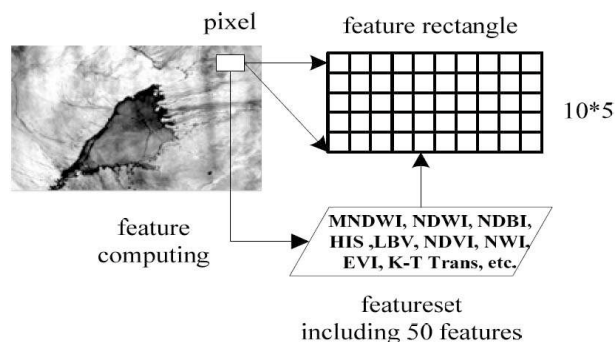 pixel
feature rectangle
10*5
feature
computing
MNDWI, NDWI, NDBI,
HIS ,LBV, NDVI, NWI,
EVI, K-T Trans, etc.
featureset
including 50 features